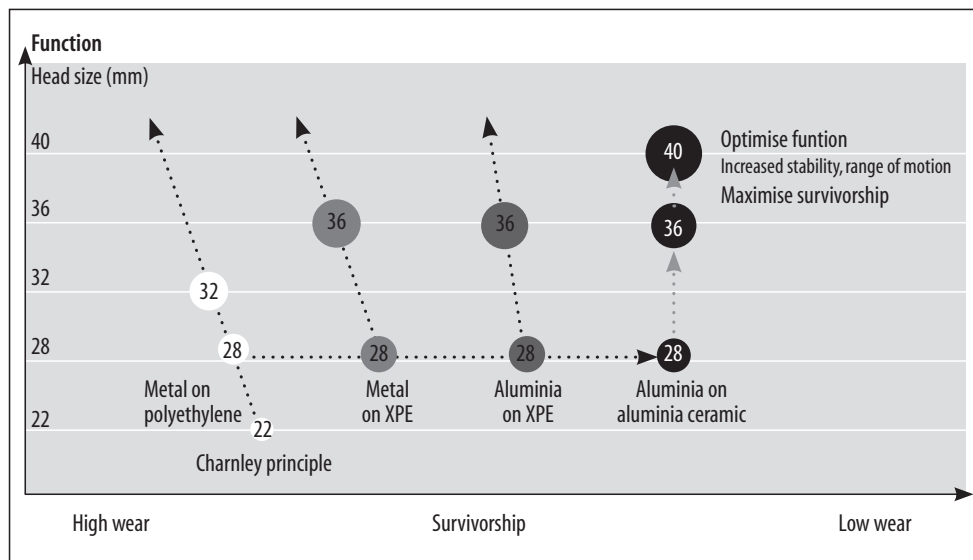 Function
Head size (mm)
40
40
Optimise funtion
Increased stability, range of motion
Maximise survivorship
36
36
36
36
32
32
28
28
28
28
28
Metal on
polyethylene
Metal
on XPE
Aluminia
on XPE
Aluminia on
aluminia ceramic
22
22
Charnley principle
High wear
Survivorship
Low wear